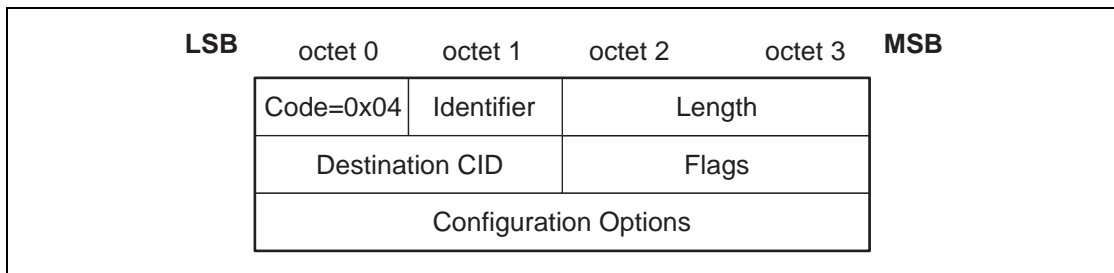 LSB octet 0 octet 1 octet 2 octet 3 MSB
Code=0x04 Identifier Length
Destination CID Flags
Configuration Options